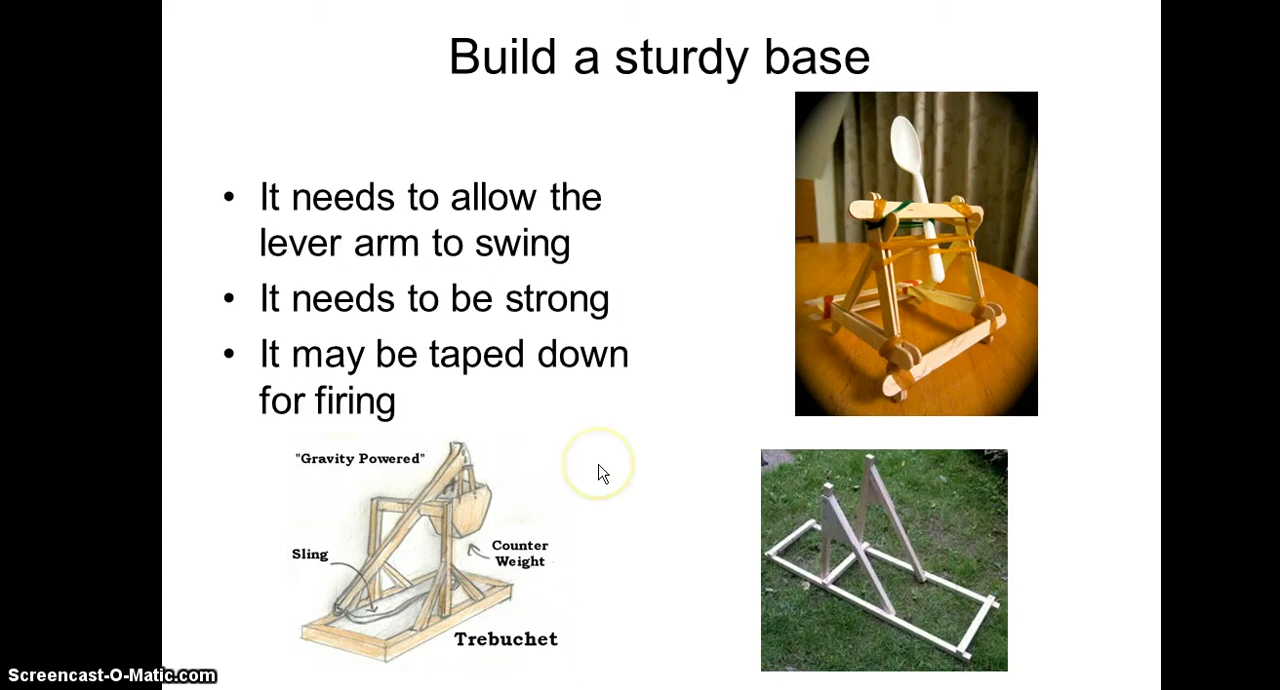 Build a sturdy base
• It needs to allow the
lever arm to swing
• It needs to be strong
• It may be taped down
for firing
"Gravity Powered"
Sling
Counter
Weight
Trebuchet
Screencast-O-Matic.com